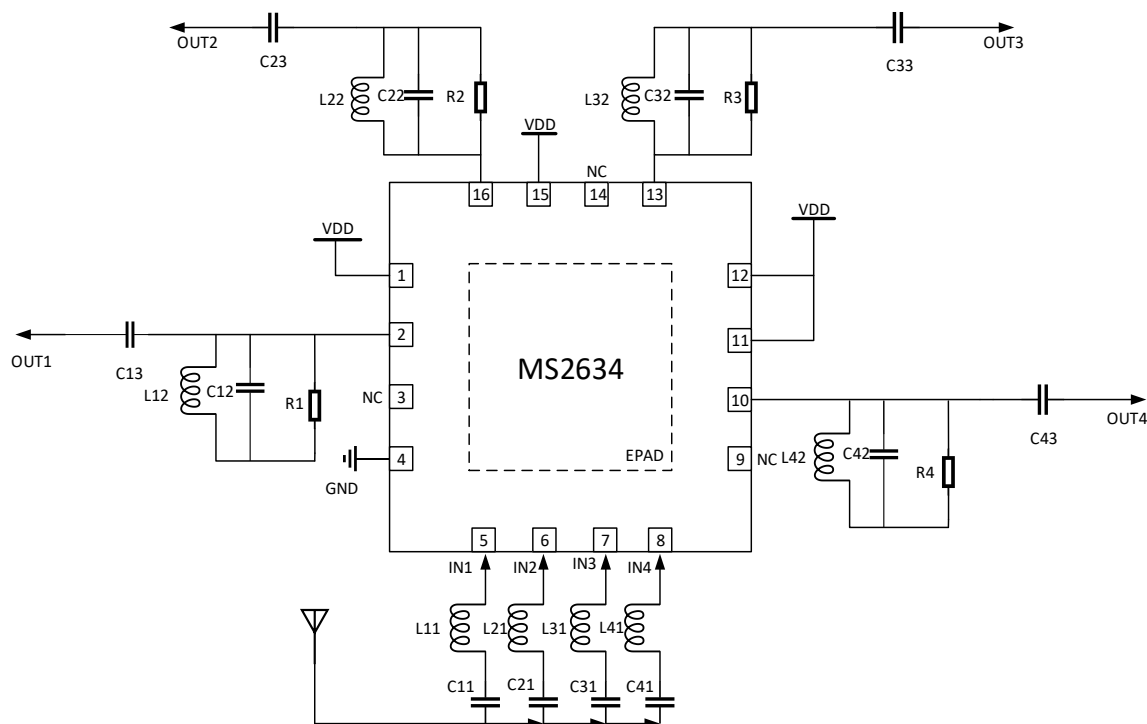 OUT2
C23
L22
C22
R2
VDD
NC
L32
C32
R3
C33
OUT3
16
15
14
13
VDD
VDD
1
12
2
11
OUT1
C13
L12
C12
R1
MS2634
NC
3
10
OUT4
C43
4
GND
EPAD
9
NC
L42
C42
R4
5
6
7
8
IN1
IN2
IN3
IN4
L11
L21
L31
L41
C11
C21
C31
C41